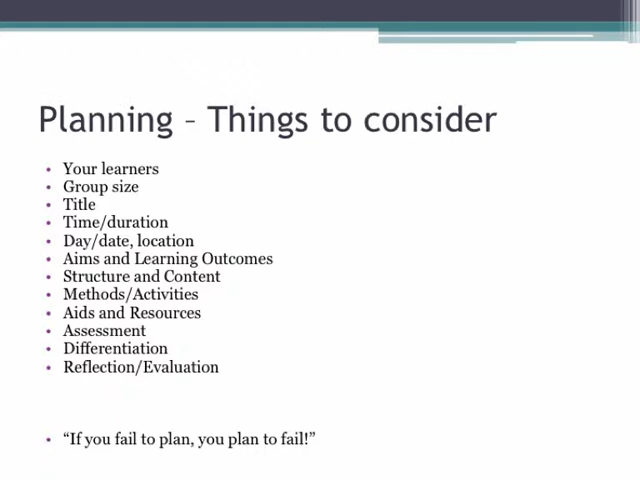 Planning – Things to consider
• Your learners
• Group size
• Title
• Time/duration
• Day/date, location
• Aims and Learning Outcomes
• Structure and Content
• Methods/Activities
• Aids and Resources
• Assessment
• Differentiation
• Reflection/Evaluation
• “If you fail to plan, you plan to fail!”